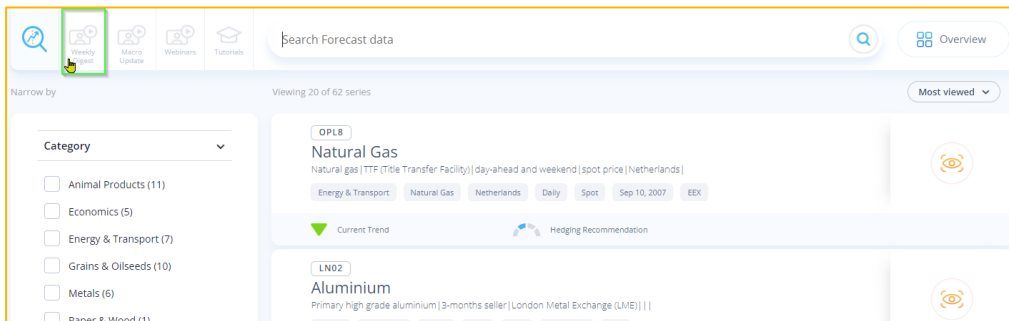 Weekly Digest
Macro Update
Webinars
Tutorials
Search Forecast data
Overview
Narrow by
Viewing 20 of 62 series
Most viewed
Category
Animal Products (11)
Economics (5)
Energy & Transport (7)
Grains & Oilseeds (10)
Metals (6)
Paper & Wood (1)
OPL8
Natural Gas
Natural gas|TTF (Title Transfer Facility)|day-ahead and weekend|spot price|Netherlands|
Energy & Transport Natural Gas Netherlands Daily Spot Sep 10, 2007 EEX
Current Trend Hedging Recommendation
LN02
Aluminium
Primary high grade aluminium|3-months seller|London Metal Exchange (LME)|||